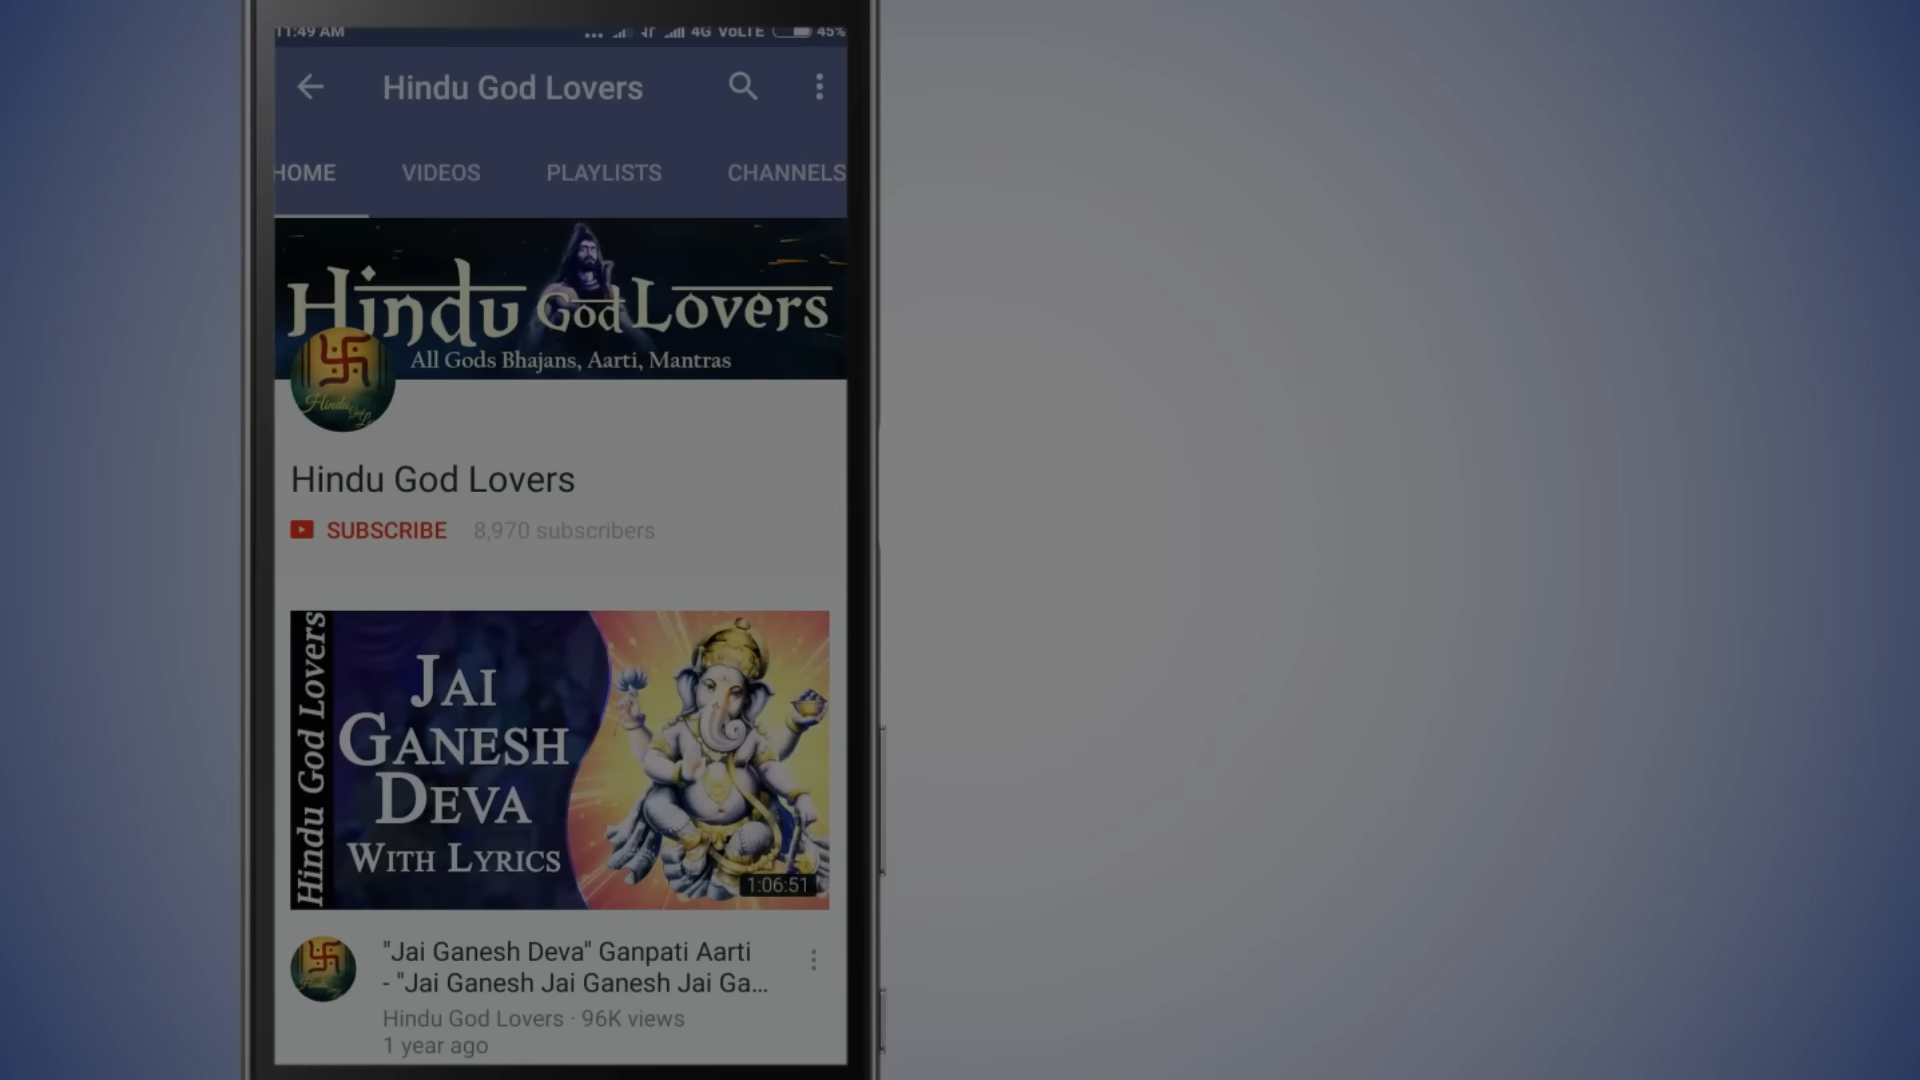 11:49 AM 4G VoLTE 45%
Hindu God Lovers
HOME VIDEOS PLAYLISTS CHANNELS
Hindu God Lovers
All Gods Bhajans, Aarti, Mantras
Hindu
Hindu God Lovers
SUBSCRIBE 8,970 subscribers
Hindu God Lovers
JAI
GANESH
DEVA
WITH LYRICS
1:06:51
"Jai Ganesh Deva" Ganpati Aarti
- "Jai Ganesh Jai Ganesh Jai Ga...
Hindu God Lovers · 96K views
1 year ago